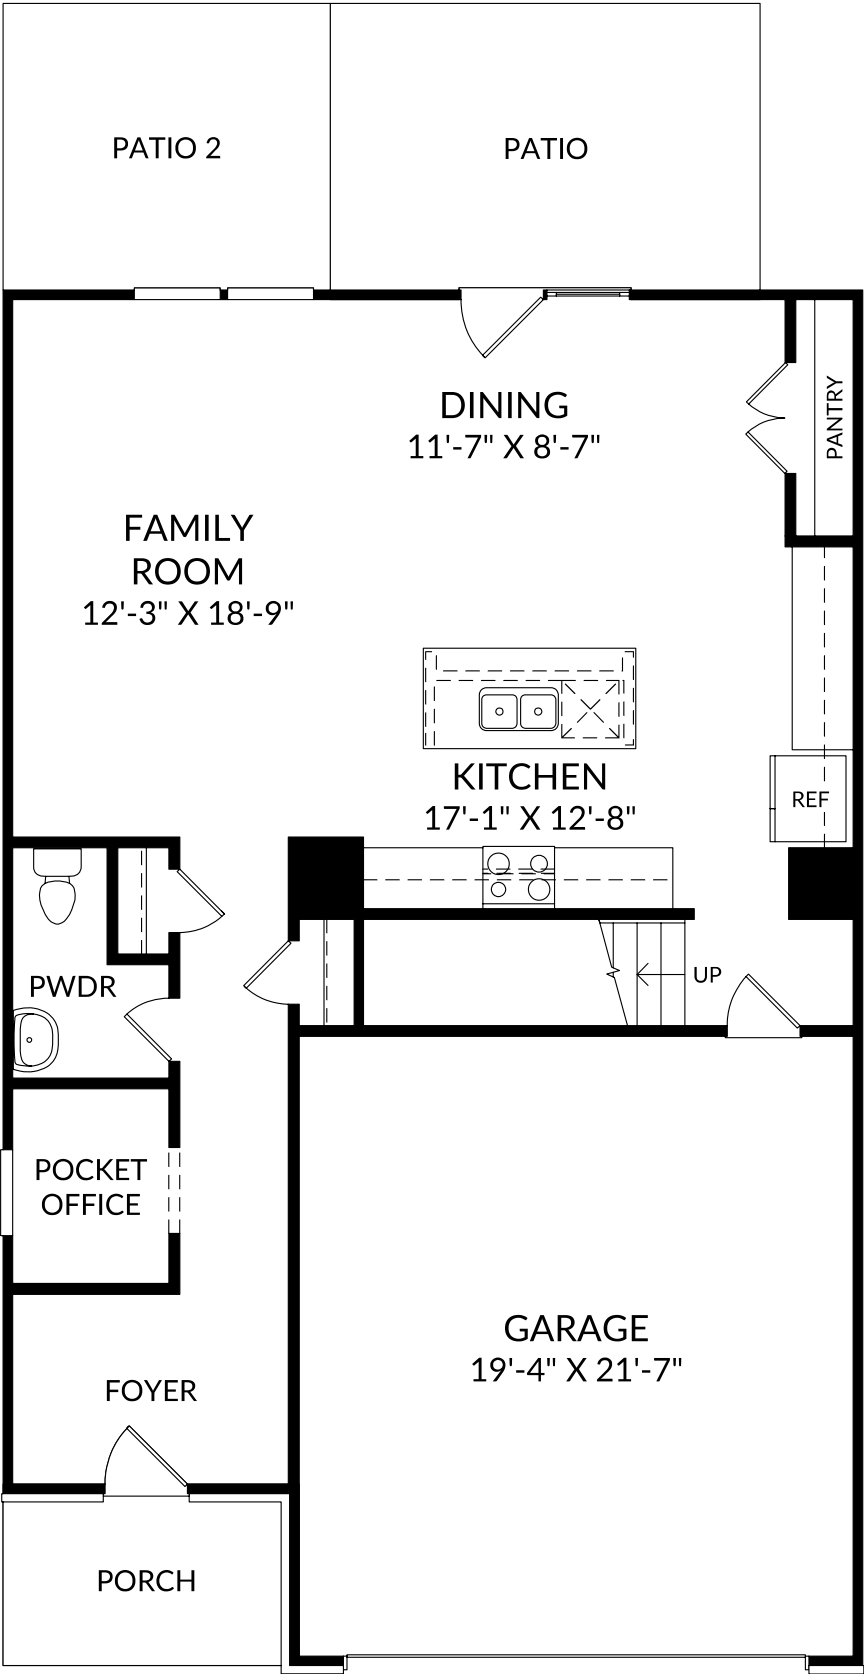 PATIO 2
PATIO
DINING
11'-7" X 8'-7"
PANTRY
FAMILY
ROOM
12'-3" X 18'-9"
KITCHEN
17'-1" X 12'-8"
REF
PWDR
UP
POCKET
OFFICE
GARAGE
19'-4" X 21'-7"
FOYER
PORCH